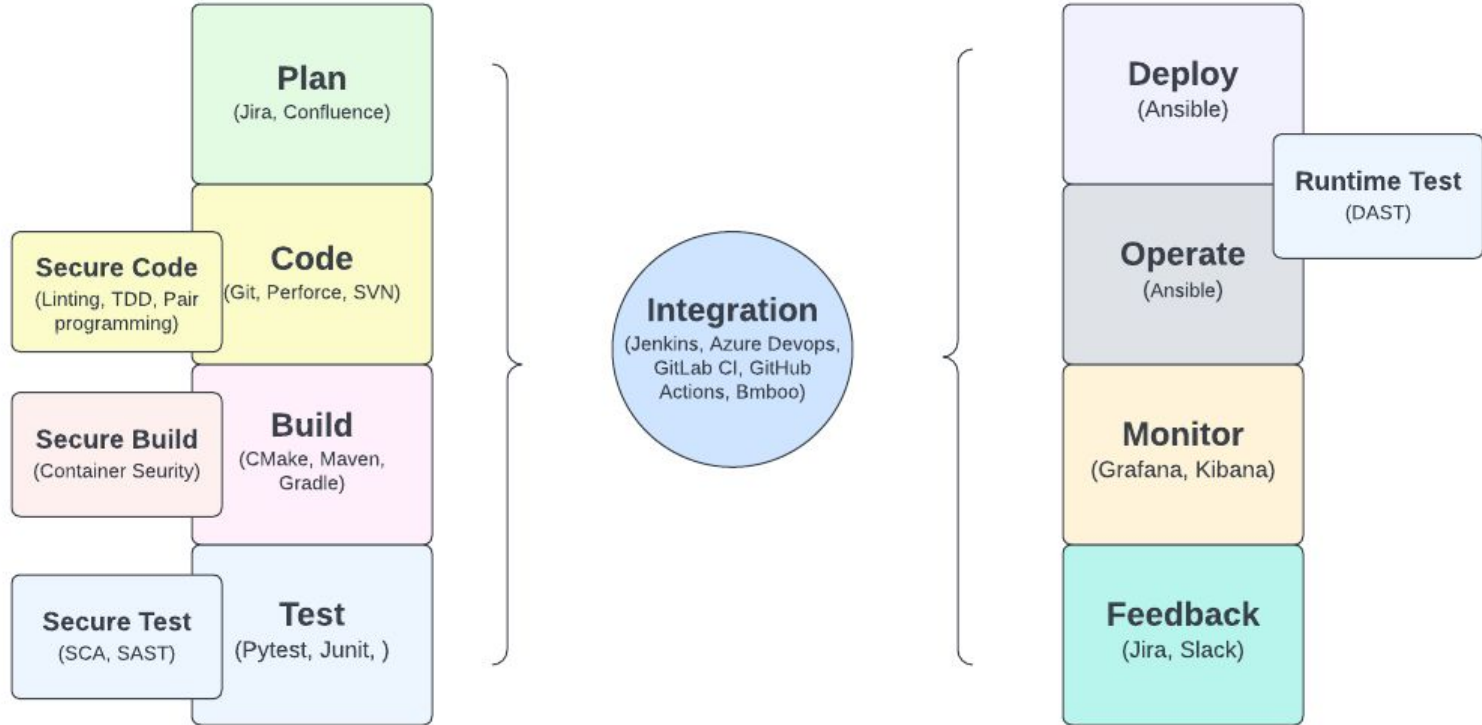 Plan
(Jira, Confluence)
Secure Code
(Linting, TDD, Pair
programming)
Code
(Git, Perforce, SVN)
Secure Build
(Container Seurity)
Build
(CMake, Maven,
Gradle)
Secure Test
(SCA, SAST)
Test
(Pytest, Junit, )
Integration
(Jenkins, Azure Devops,
GitLab CI, GitHub
Actions, Bmboo)
Deploy
(Ansible)
Runtime Test
(DAST)
Operate
(Ansible)
Monitor
(Grafana, Kibana)
Feedback
(Jira, Slack)